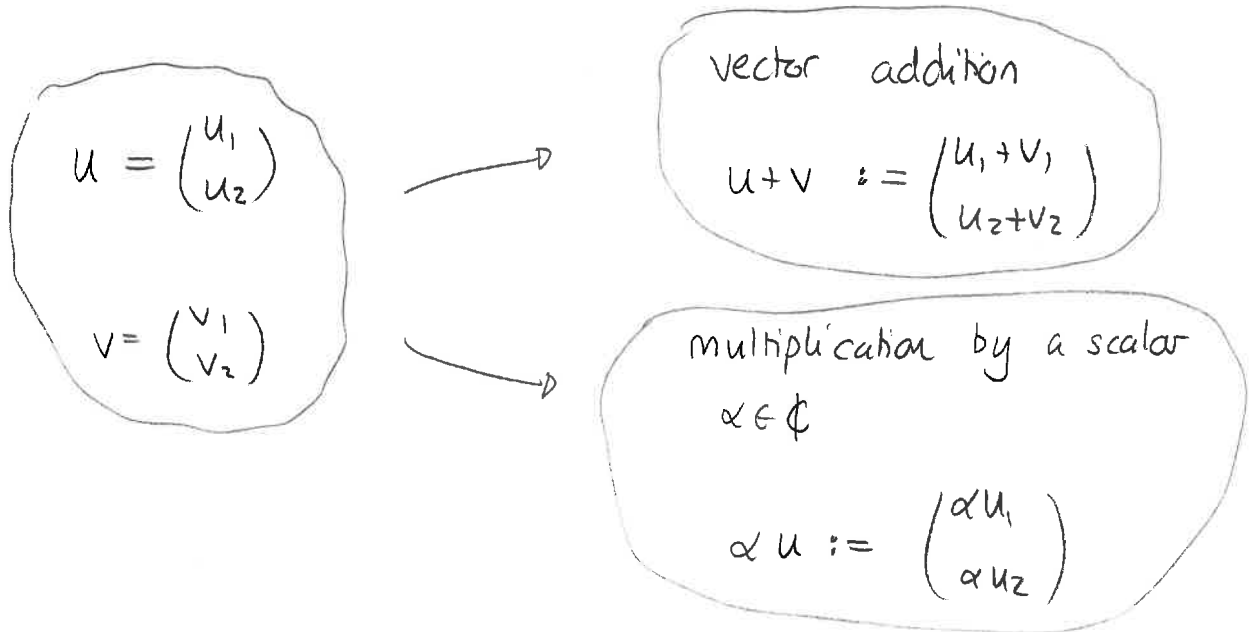 u = (u₁ u₂)
v = (v₁ v₂)
vector addition
u+v := (u₁+v₁ u₂+v₂)
multiplication by a scalar
α∈ℂ
αu := (αu₁ αu₂)